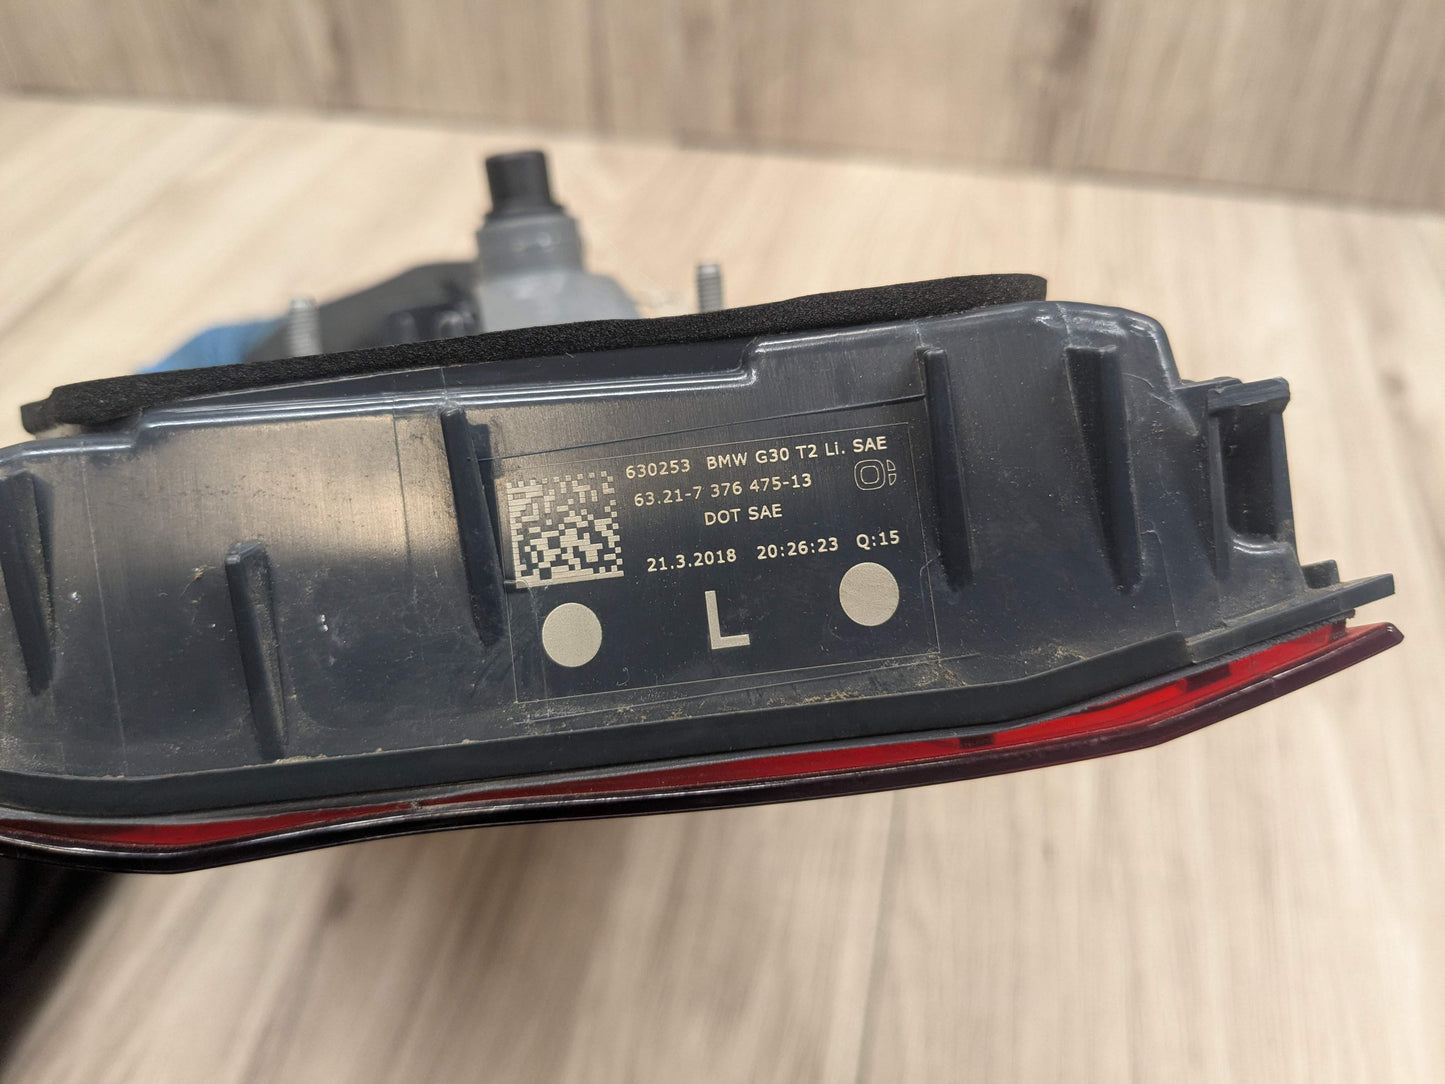 630253 BMW G30 T2 Li. SAE
63.21-7 376 475-13
DOT SAE
21.3.2018 20:26:23 Q:15
L